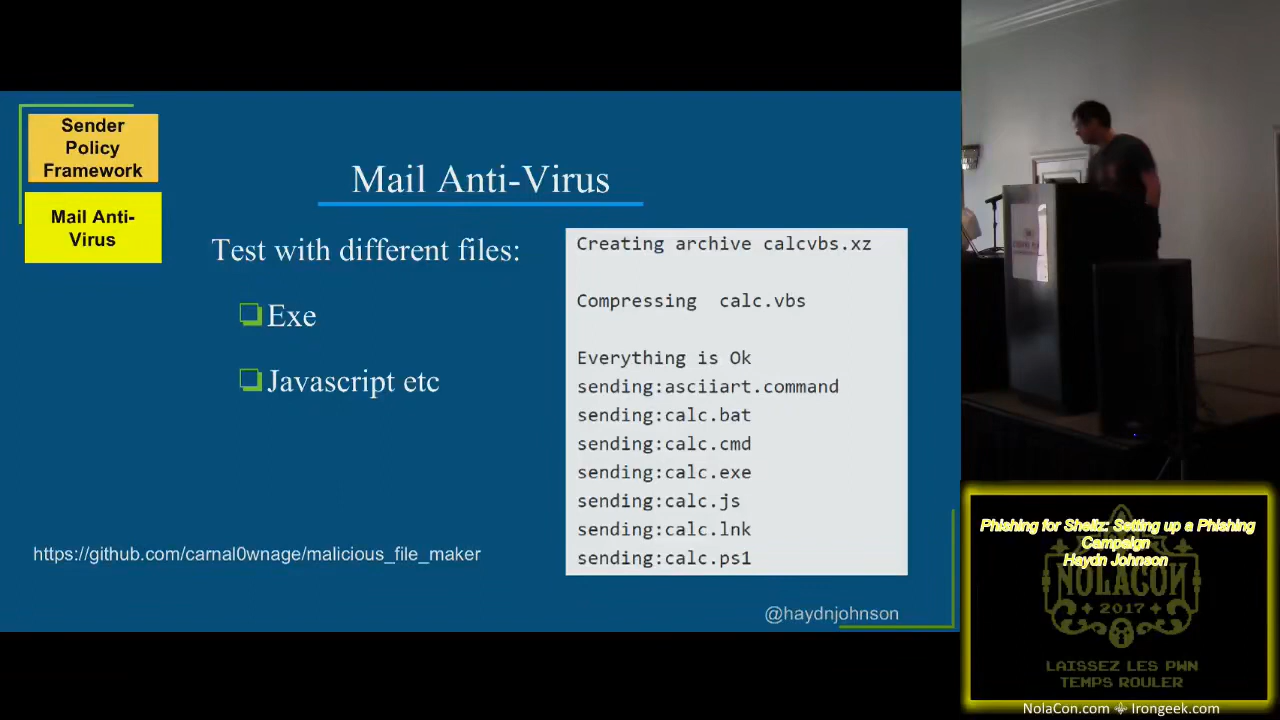 Sender
Policy
Framework
Mail Anti-
Virus
Mail Anti-Virus
Test with different files:
Exe
Javascript etc
https://github.com/carnal0wnage/malicious_file_maker
Creating archive calcvbs.xz
Compressing  calc.vbs
Everything is Ok
sending:asciiart.command
sending:calc.bat
sending:calc.cmd
sending:calc.exe
sending:calc.js
sending:calc.lnk
sending:calc.ps1
@haydnjohnson
Phishing for Shellz: Setting up a Phishing
Campaign
Haydn Johnson
NOLACON
2017
LAISSEZ LES PWN
TEMPS ROULER
NolaCon.com ⚜ Irongeek.com